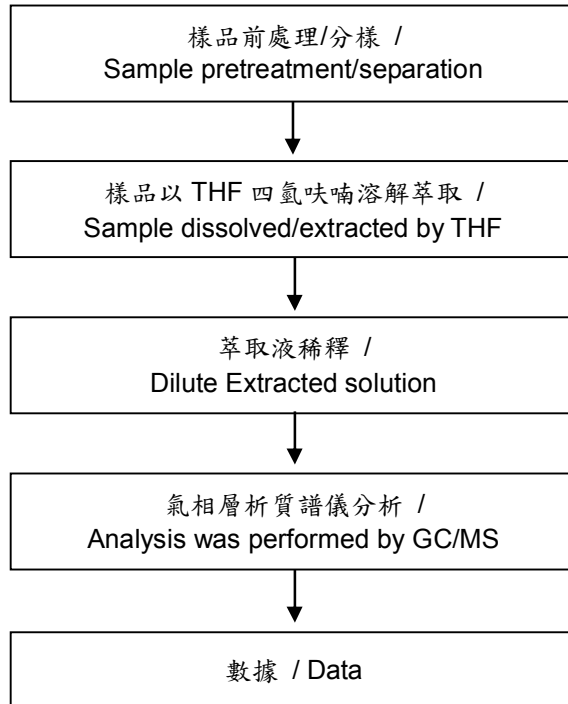 樣品前處理/分樣 /
Sample pretreatment/separation
樣品以 THF 四氫呋喃溶解萃取 /
Sample dissolved/extracted by THF
萃取液稀釋 /
Dilute Extracted solution
氣相層析質譜儀分析 /
Analysis was performed by GC/MS
數據 / Data